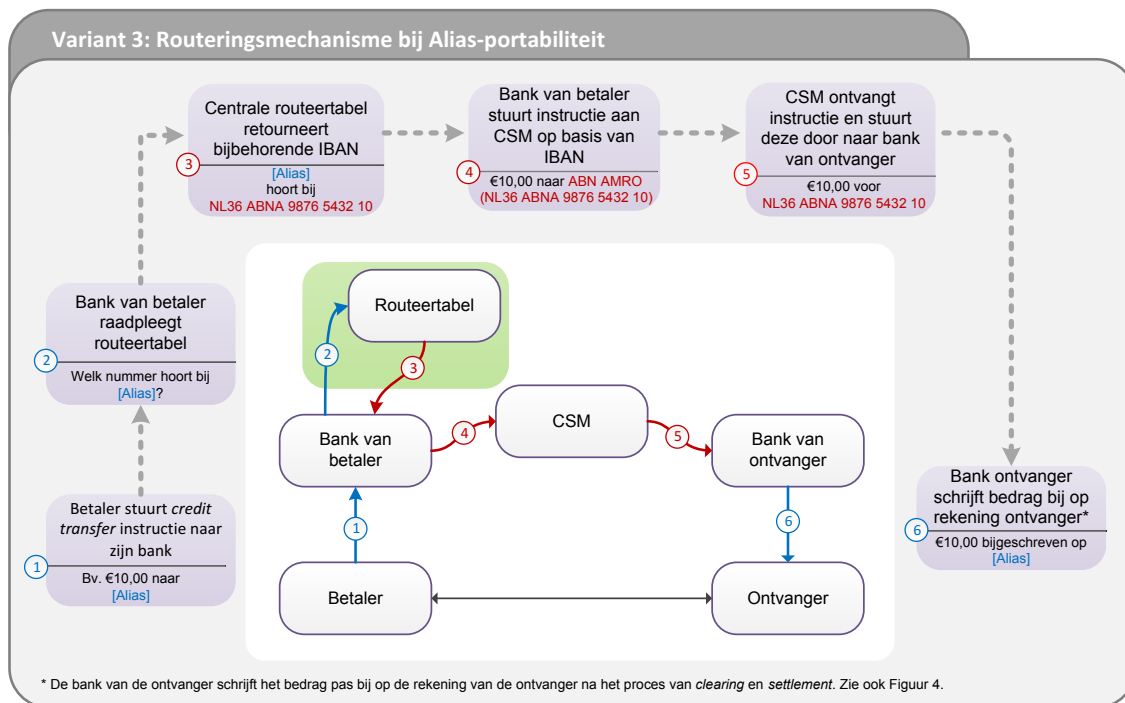 Variant 3: Routeringsmechanisme bij Alias-portabiliteit
Betaler stuurt credit
transfer instructie naar
zijn bank
1
Bv. €10,00 naar
[Alias]
Bank van betaler
raadpleegt
routeertabel
2
Welk nummer hoort bij
[Alias]?
Centrale routeertabel
retourneert
bijbehorende IBAN
3
[Alias]
hoort bij
NL36 ABNA 9876 5432 10
Bank van betaler
stuurt instructie aan
CSM op basis van
IBAN
4
€10,00 naar ABN AMRO
(NL36 ABNA 9876 5432 10)
CSM ontvangt
instructie en stuurt
deze door naar bank
van ontvanger
5
€10,00 voor
NL36 ABNA 9876 5432 10
Bank ontvanger
schrijft bedrag bij op
rekening ontvanger*
6
€10,00 bijgeschreven op
[Alias]
Routeertabel
2
3
Bank van
betaler
4
CSM
5
Bank van
ontvanger
1
6
Betaler
Ontvanger
* De bank van de ontvanger schrijft het bedrag pas bij op de rekening van de ontvanger na het proces van clearing en settlement. Zie ook Figuur 4.